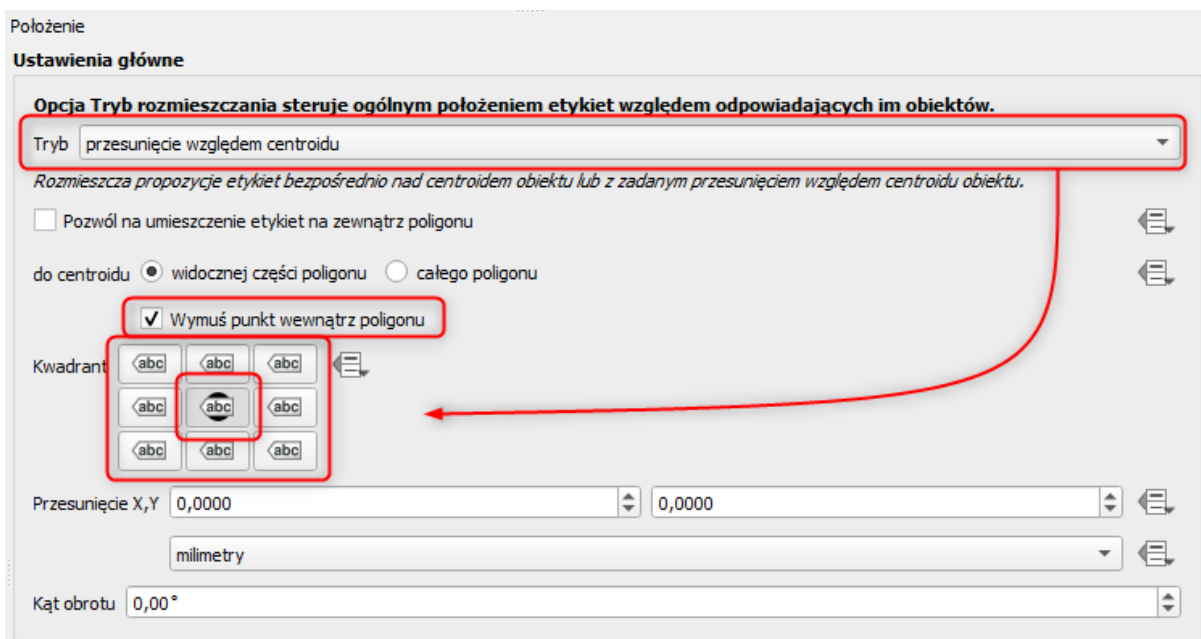 Położenie
Ustawienia główne
Opcja Tryb rozmieszczania steruje ogólnym położeniem etykiet względem odpowiadających im obiektów.
Tryb przesunięcie względem centroidu
Rozmieszcza propozycje etykiet bezpośrednio nad centroidem obiektu lub z zadanym przesunięciem względem centroidu obiektu.
Pozwól na umieszczenie etykiet na zewnątrz poligonu
do centroidu widocznej części poligonu całego poligonu
Wymuś punkt wewnątrz poligonu
abc abc abc
Kwadrant
abc abc abc
abc abc abc
Przesunięcie X,Y 0,0000 0,0000
milimetry
Kąt obrotu 0,00°